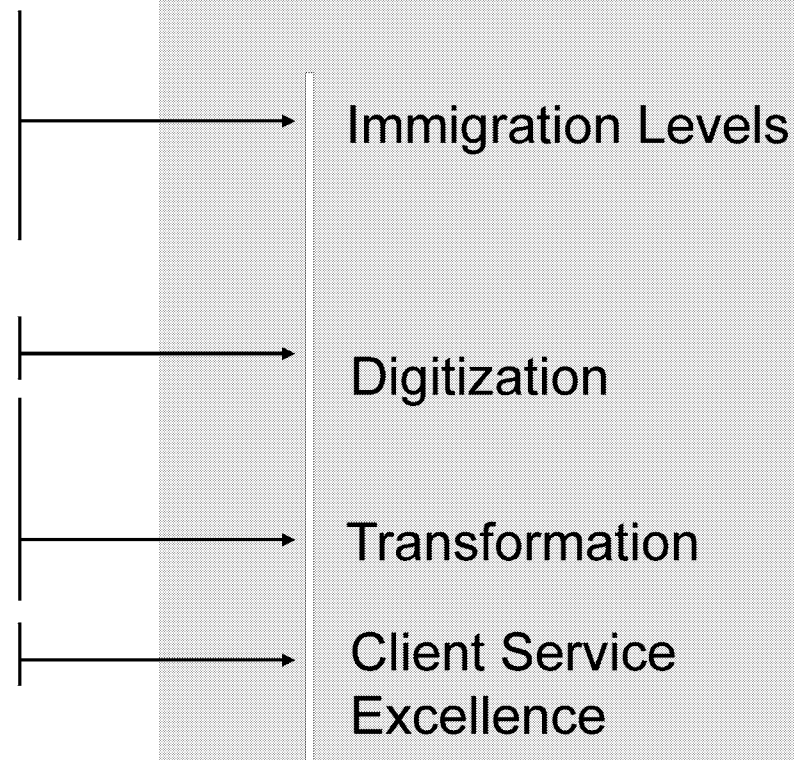 Immigration Levels
Digitization
Transformation
Client Service
Excellence